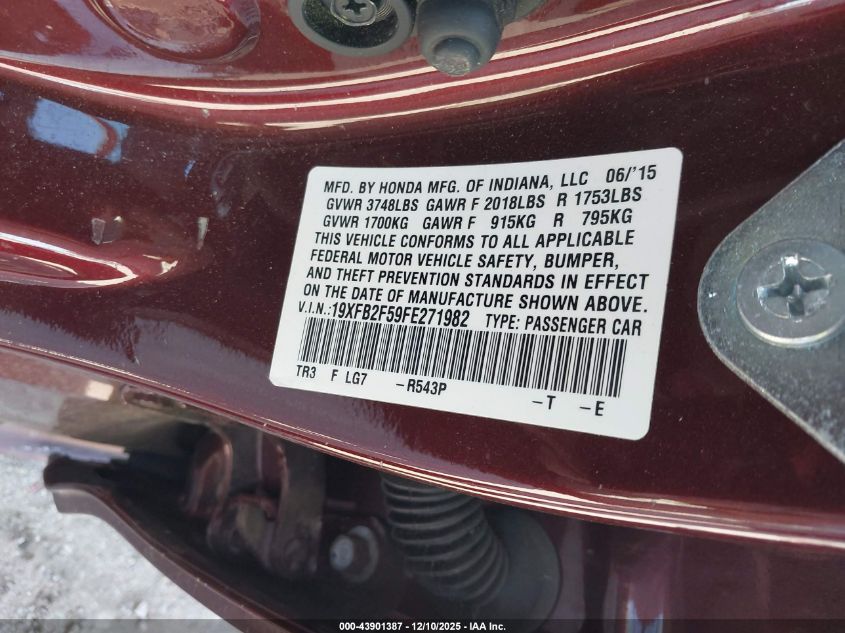 MFD. BY HONDA MFG. OF INDIANA, LLC 06/'15
GVWR 3748LBS GAWR F 2018LBS R 1753LBS
GVWR 1700KG GAWR F 915KG R 795KG
THIS VEHICLE CONFORMS TO ALL APPLICABLE
FEDERAL MOTOR VEHICLE SAFETY, BUMPER,
AND THEFT PREVENTION STANDARDS IN EFFECT
ON THE DATE OF MANUFACTURE SHOWN ABOVE.
V.I.N.:19XFB2F59FE271982 TYPE: PASSENGER CAR
TR3 F LG7 -R543P -T -E
000-43901387 - 12/10/2025 - IAA Inc.